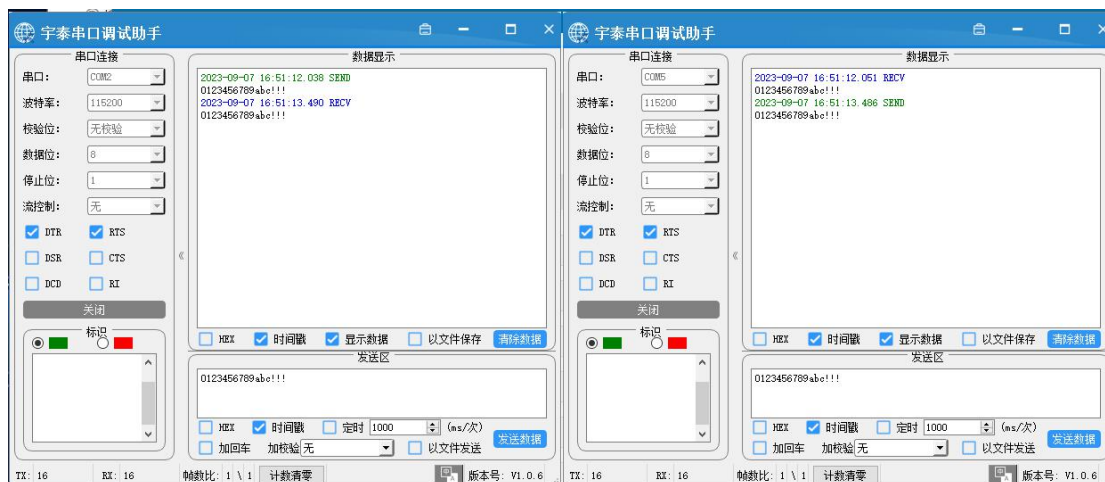 宇泰串口调试助手
串口连接
串口: COM2
波特率: 115200
校验位: 无校验
数据位: 8
停止位: 1
流控制: 无
DTR RTS
DSR CTS
DCD RI
关闭
标识
《
数据显示
2023-09-07 16:51:12.038 SEND
0123456789abc!!!
2023-09-07 16:51:13.490 RECV
0123456789abc!!!
HEX 时间戳 显示数据 以文件保存 清除数据
发送区
0123456789abc!!!
HEX 时间戳 定时 1000 (ms/次)
加回车 加校验 无 以文件发送 发送数据
TX: 16 RX: 16 帧数比: 1 \ 1 计数清零 版本号: V1.0.6
宇泰串口调试助手
串口连接
串口: COM5
波特率: 115200
校验位: 无校验
数据位: 8
停止位: 1
流控制: 无
DTR RTS
DSR CTS
DCD RI
关闭
标识
《
数据显示
2023-09-07 16:51:12.051 RECV
0123456789abc!!!
2023-09-07 16:51:13.486 SEND
0123456789abc!!!
HEX 时间戳 显示数据 以文件保存 清除数据
发送区
0123456789abc!!!
HEX 时间戳 定时 1000 (ms/次)
加回车 加校验 无 以文件发送 发送数据
TX: 16 RX: 16 帧数比: 1 \ 1 计数清零 版本号: V1.0.6